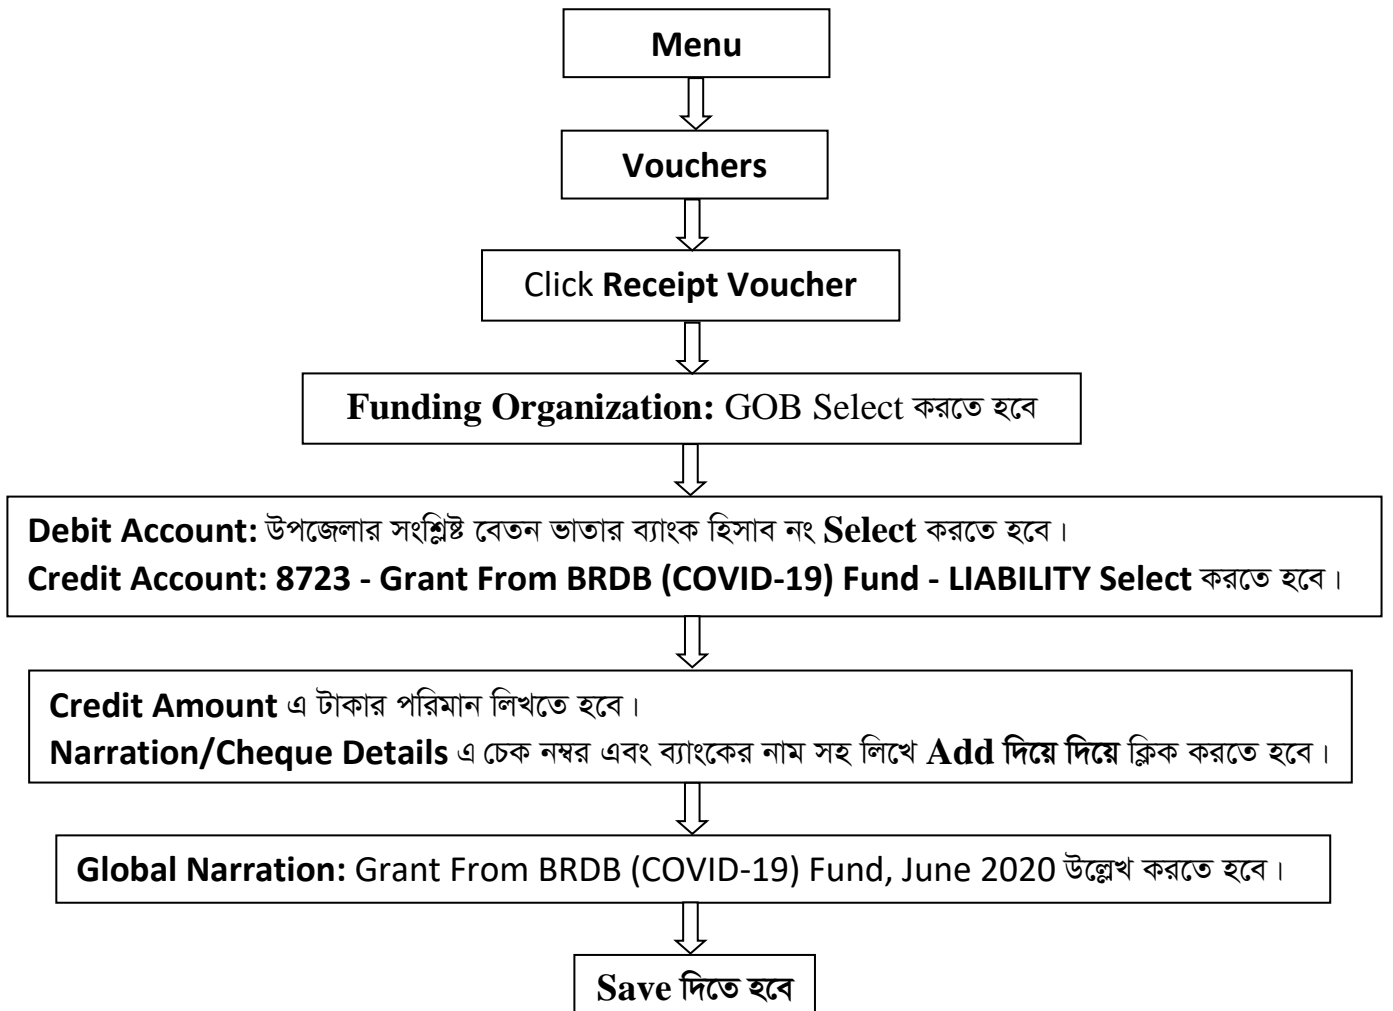 Menu
Vouchers
Click Receipt Voucher
Funding Organization: GOB Select করতে হবে
Debit Account: উপজেলার সংশ্লিষ্ট বেতন ভাতার ব্যাংক হিসাব নং Select করতে হবে।
Credit Account: 8723 - Grant From BRDB (COVID-19) Fund - LIABILITY Select করতে হবে।
Credit Amount এ টাকার পরিমান লিখতে হবে।
Narration/Cheque Details এ চেক নম্বর এবং ব্যাংকের নাম সহ লিখে Add দিয়ে দিয়ে ক্লিক করতে হবে।
Global Narration: Grant From BRDB (COVID-19) Fund, June 2020 উল্লেখ করতে হবে।
Save দিতে হবে